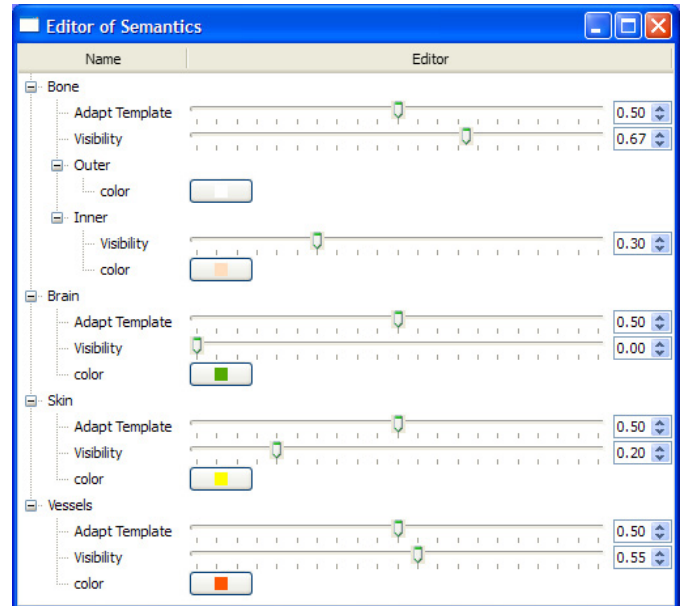 Editor of Semantics
Name Editor
Bone
Adapt Template 0.50
Visibility 0.67
Outer
color
Inner
Visibility 0.30
color
Brain
Adapt Template 0.50
Visibility 0.00
color
Skin
Adapt Template 0.50
Visibility 0.20
color
Vessels
Adapt Template 0.50
Visibility 0.55
color